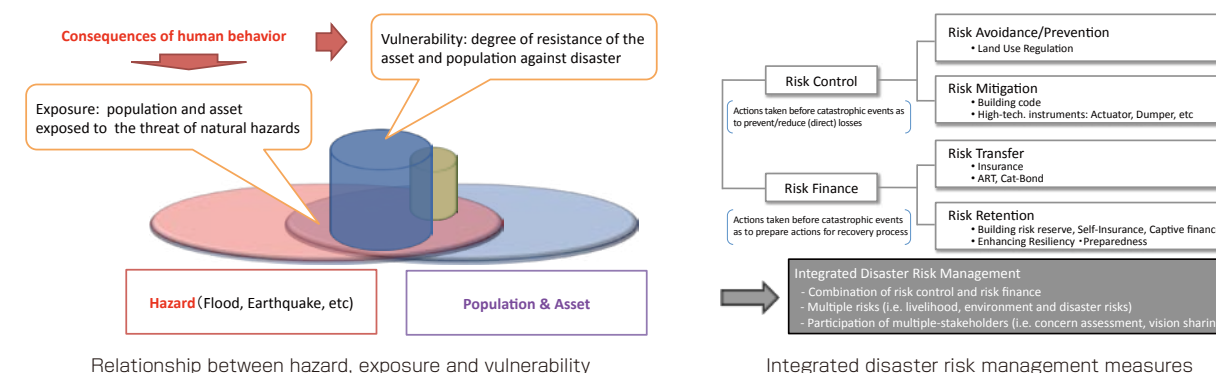 Consequences of human behavior
Vulnerability: degree of resistance of the
asset and population against disaster
Exposure: population and asset
exposed to the threat of natural hazards
Hazard(Flood, Earthquake, etc)
Population & Asset
Relationship between hazard, exposure and vulnerability
Risk Control
Actions taken before catastrophic events as
to prevent/reduce (direct) losses
Risk Avoidance/Prevention
• Land Use Regulation
Risk Mitigation
• Building code
• High-tech. instruments: Actuator, Dumper, etc
Risk Finance
Actions taken before catastrophic events
as to prepare actions for recovery process
Risk Transfer
• Insurance
• ART, Cat-Bond
Risk Retention
• Building risk reserve, Self-Insurance, Captive financ
• Enhancing Resiliency ・Preparedness
Integrated Disaster Risk Management
- Combination of risk control and risk finance
- Multiple risks (i.e. livelihood, environment and disaster risks)
- Participation of multiple-stakeholders (i.e. concern assessment, vision sharin
Integrated disaster risk management measures